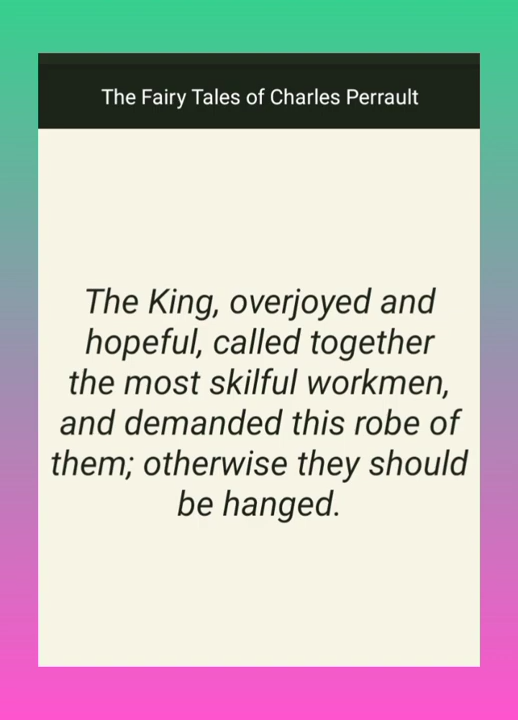 The Fairy Tales of Charles Perrault
The King, overjoyed and
hopeful, called together
the most skilful workmen,
and demanded this robe of
them; otherwise they should
be hanged.